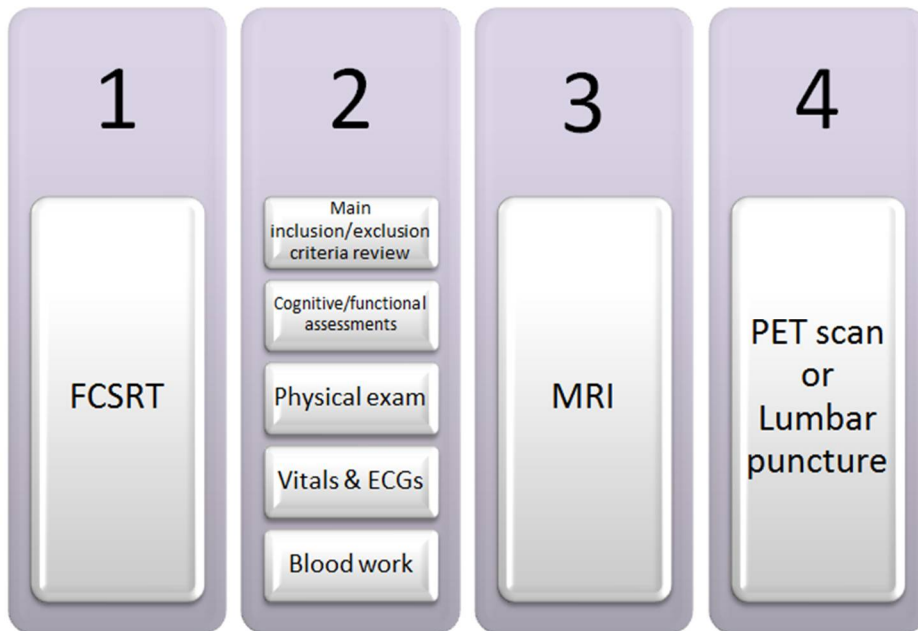 1
FCSRT
2
Main
inclusion/exclusion
criteria review
Cognitive/functional
assessments
Physical exam
Vitals & ECGs
Blood work
3
MRI
4
PET scan
or
Lumbar
puncture